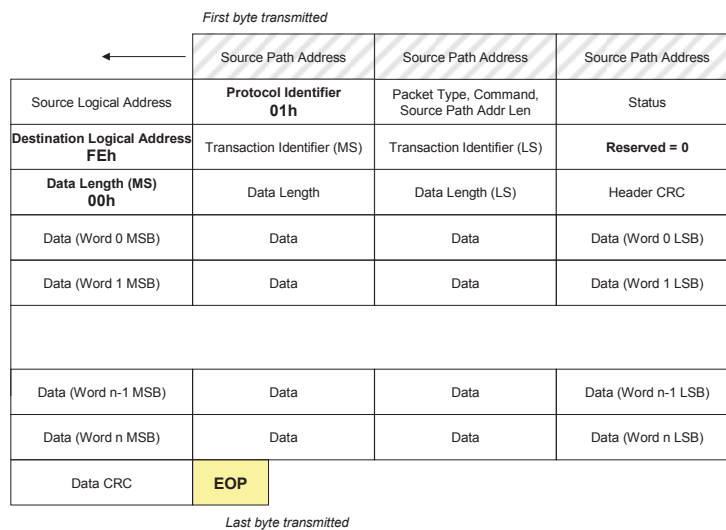 First byte transmitted
Source Path Address
Source Path Address
Source Path Address
Source Logical Address
Protocol Identifier
01h
Packet Type, Command,
Source Path Addr Len
Status
Destination Logical Address
FEh
Transaction Identifier (MS)
Transaction Identifier (LS)
Reserved = 0
Data Length (MS)
00h
Data Length
Data Length (LS)
Header CRC
Data (Word 0 MSB)
Data
Data
Data (Word 0 LSB)
Data (Word 1 MSB)
Data
Data
Data (Word 1 LSB)
Data (Word n-1 MSB)
Data
Data
Data (Word n-1 LSB)
Data (Word n MSB)
Data
Data
Data (Word n LSB)
Data CRC
EOP
Last byte transmitted